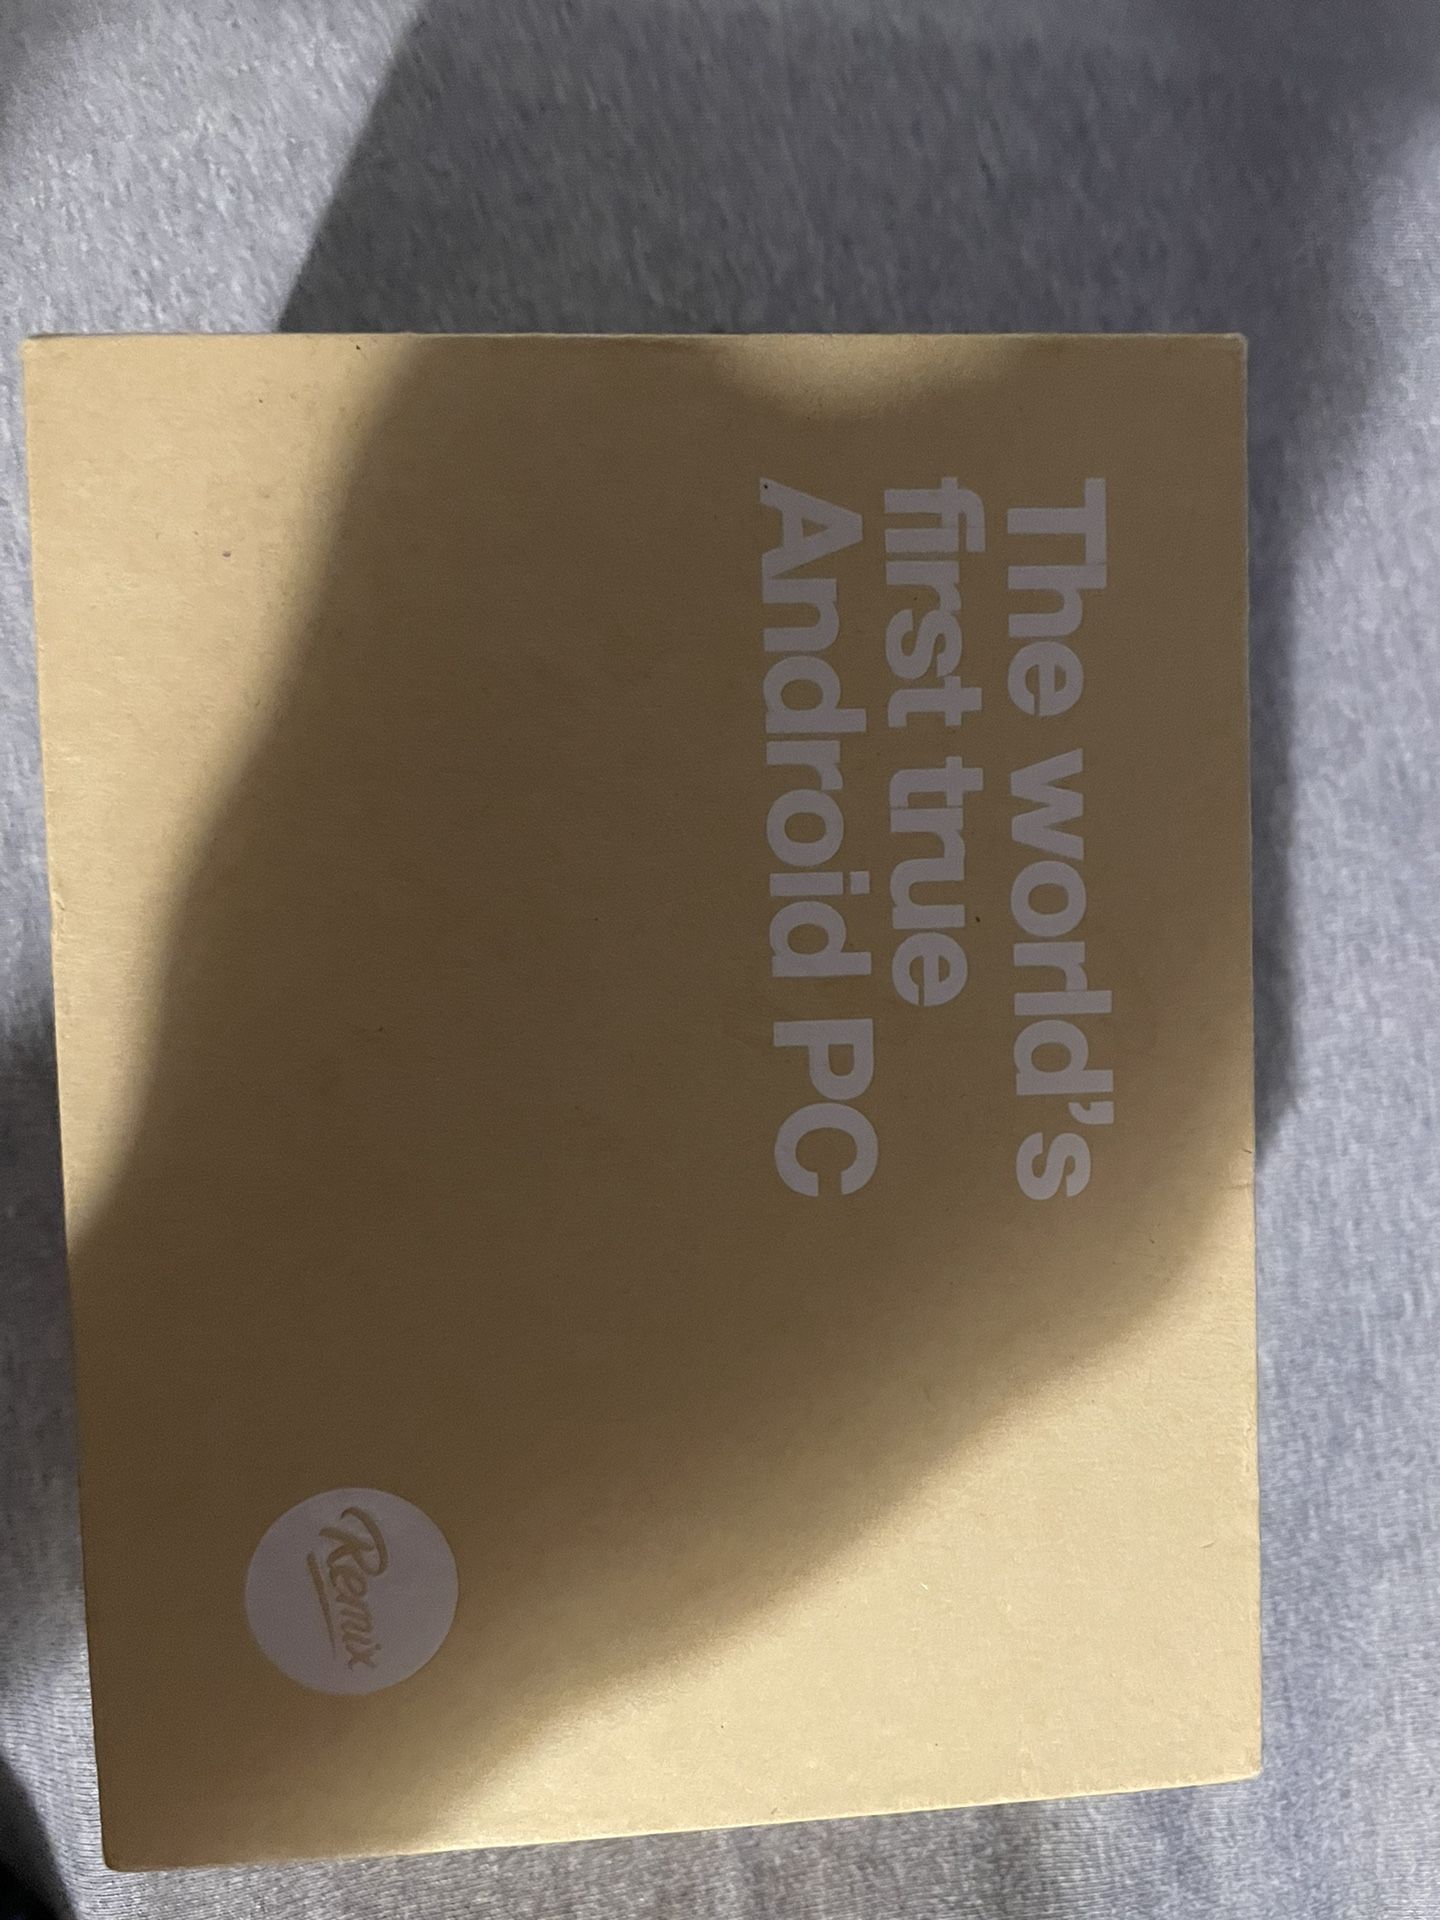 The world's
first true
Android PC
Remix